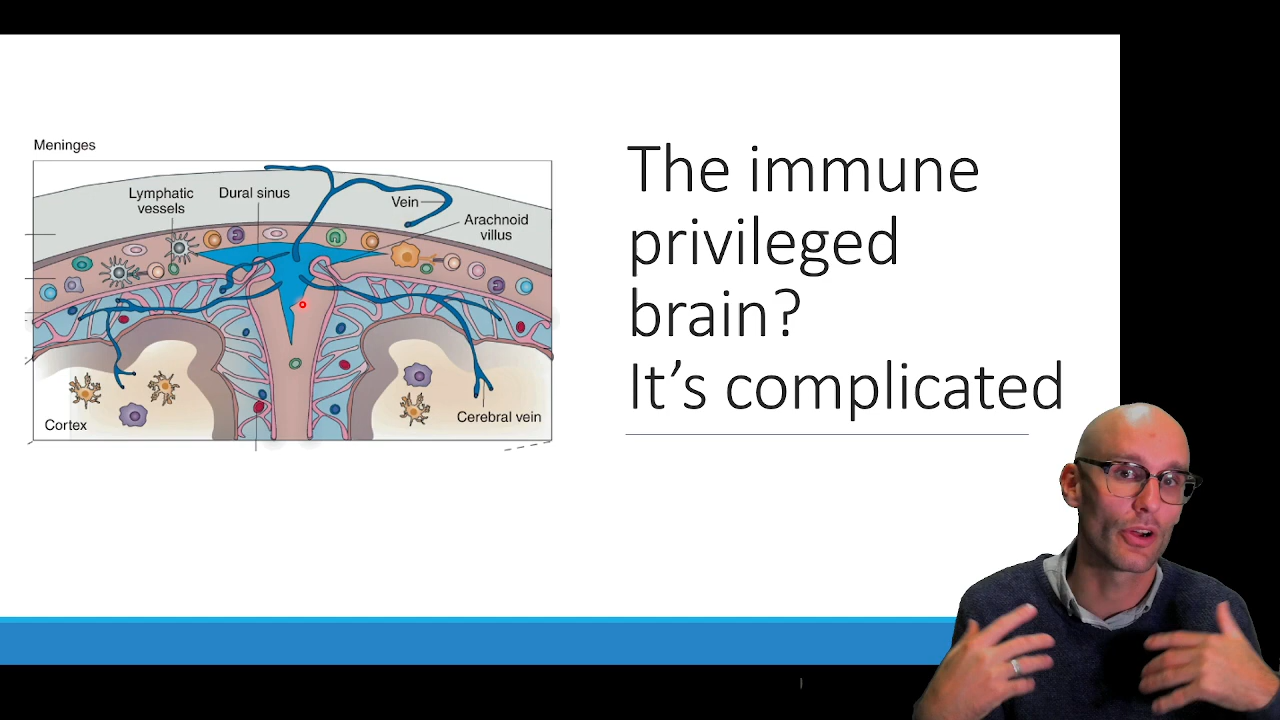 Meninges
Lymphatic
vessels
Dural sinus
Vein
Arachnoid
villus
Cortex
Cerebral vein
The immune
privileged
brain?
It’s complicated